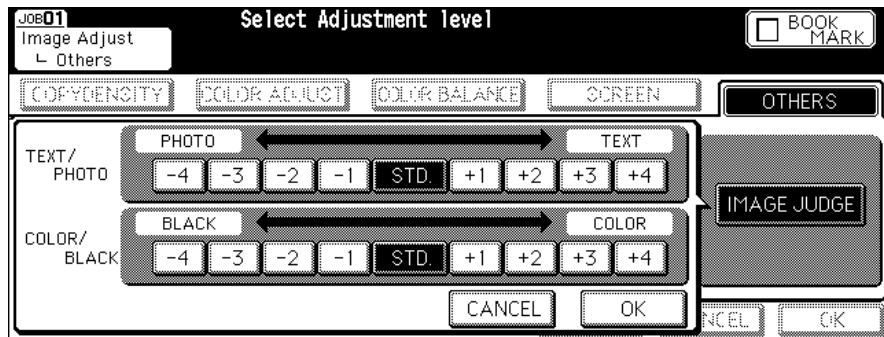 JOB01
Select Adjustment level
BOOK
MARK
Image Adjust
Others
COPYDENSITY
COLOR ADJUST
COLOR BALANCE
SCREEN
OTHERS
PHOTO
TEXT
TEXT/
PHOTO
-4 -3 -2 -1 STD. +1 +2 +3 +4
BLACK
COLOR
COLOR/
BLACK
-4 -3 -2 -1 STD. +1 +2 +3 +4
IMAGE JUDGE
CANCEL
OK
NCEL
OK